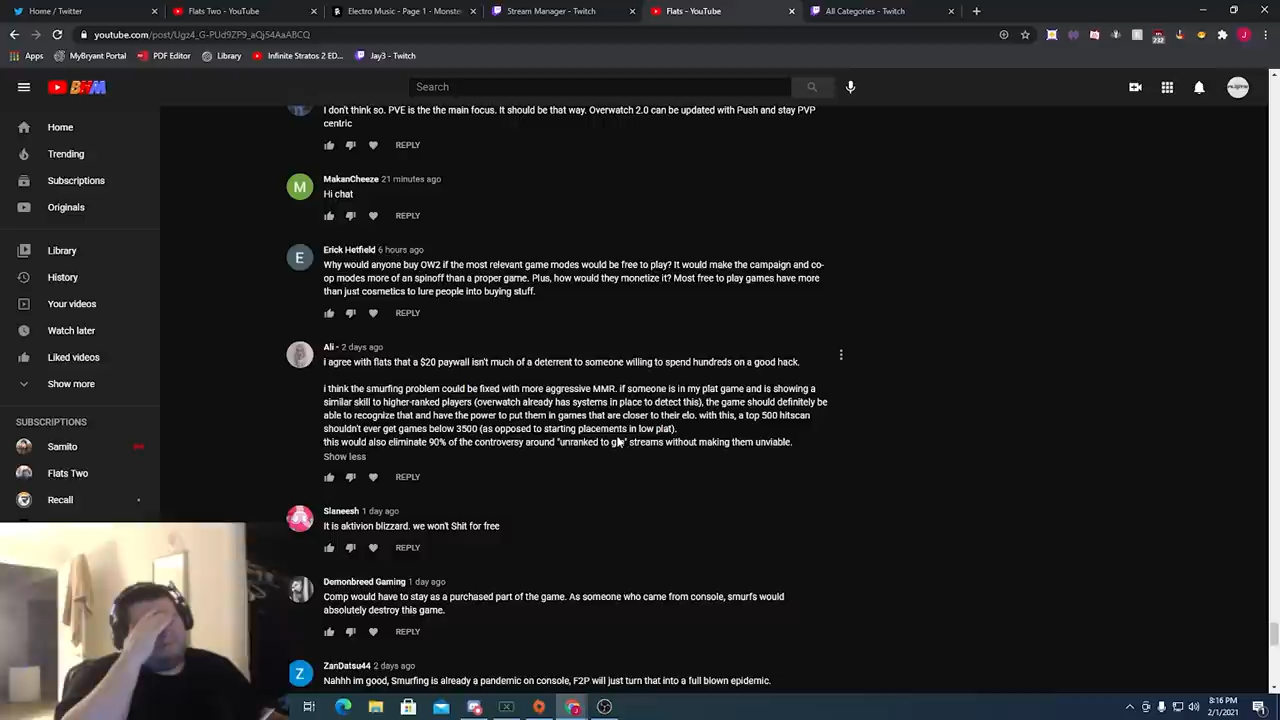 Home / Twitter
Flats Two - YouTube
Electro Music - Page 1 - Monste
Stream Manager - Twitch
Flats - YouTube
All Categories - Twitch
youtube.com/post/Ugz4_G-PUd9ZP9_aQj54AaABCQ
Apps
MyBryant Portal
PDF Editor
Library
Infinite Stratos 2 ED...
Jay3 - Twitch
Search
Home
Trending
Subscriptions
Originals
Library
History
Your videos
Watch later
Liked videos
Show more
SUBSCRIPTIONS
Samito
Flats Two
Recall
I don't think so. PVE is the the main focus. It should be that way. Overwatch 2.0 can be updated with Push and stay PVP
centric
REPLY
M
MakanCheeze 21 minutes ago
Hi chat
REPLY
E
Erick Hetfield 6 hours ago
Why would anyone buy OW2 if the most relevant game modes would be free to play? It would make the campaign and co-
op modes more of an spinoff than a proper game. Plus, how would they monetize it? Most free to play games have more
than just cosmetics to lure people into buying stuff.
REPLY
Ali - 2 days ago
i agree with flats that a $20 paywall isn't much of a deterrent to someone willing to spend hundreds on a good hack.
i think the smurfing problem could be fixed with more aggressive MMR. if someone is in my plat game and is showing a
similar skill to higher-ranked players (overwatch already has systems in place to detect this), the game should definitely be
able to recognize that and have the power to put them in games that are closer to their elo. with this, a top 500 hitscan
shouldn't ever get games below 3500 (as opposed to starting placements in low plat).
this would also eliminate 90% of the controversy around "unranked to gm" streams without making them unviable.
Show less
REPLY
Slaneesh 1 day ago
It is aktivion blizzard. we won't Shit for free
REPLY
Demonbreed Gaming 1 day ago
Comp would have to stay as a purchased part of the game. As someone who came from console, smurfs would
absolutely destroy this game.
REPLY
Z
ZanDatsu44 2 days ago
Nahhh im good, Smurfing is already a pandemic on console, F2P will just turn that into a full blown epidemic.
8:16 PM
2/1/2021